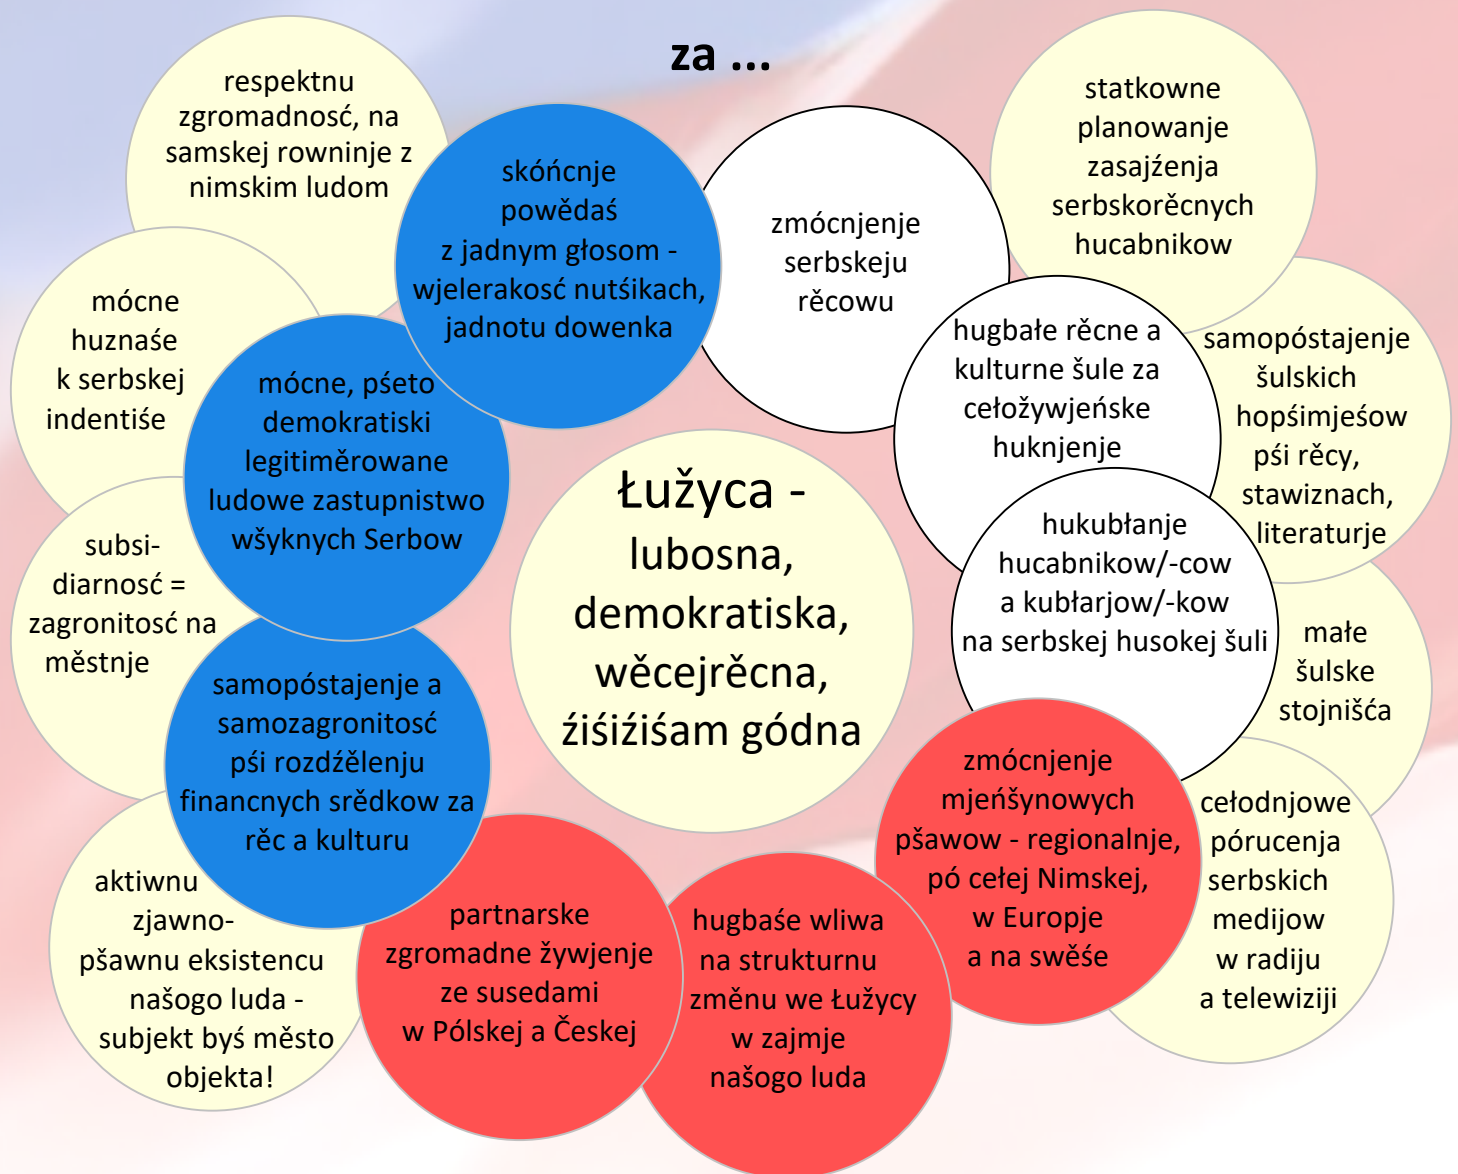 za ...
respektnu
zgromadnosć, na
samskej rowninje z
nimskim ludom
skóńcnje
powědaś
z jadnym głosom -
wjelerakosć nutśikach,
jadnotu dowenka
zmócnjenje
serbskeju
rěcowu
statkowne
planowanje
zasajźenja
serbskorěcnych
hucabnikow
mócne
huznaśe
k serbskej
indentiśe
mócne, pśeto
demokratiski
legitiměrowane
ludowe zastupnistwo
wšyknych Serbow
hugbałe rěcne a
kulturne šule za
cełožywjeńske
huknjenje
samopóstajenje
šulskich
hopśimjeśow
pśi rěcy,
stawiznach,
literaturje
Łužyca -
lubosna,
demokratiska,
wěcejrěcna,
źiśiźiśam gódna
subsi-
diarnosć =
zagronitosć na
městnje
hukubłanje
hucabnikow/-cow
a kubłarjow/-kow
na serbskej husokej šuli
małe
šulske
stojnišća
samopóstajenje a
samozagronitosć
pśi rozdźělenju
financnych srědkow za
rěc a kulturu
zmócnjenje
mjeńšynowych
pšawow - regionalnje,
pó cełej Nimskej,
w Europje
a na swěśe
cełodnjowe
pórucenja
serbskich
medijow
w radiju
a telewiziji
aktiwnu
zjawno-
pšawnu eksistencu
našogo luda -
subjekt byś město
objekta!
partnarske
zgromadne žywjenje
ze susedami
w Pólskej a Českej
hugbaśe wliwa
na strukturnu
změnu we Łužycy
w zajmje
našogo luda